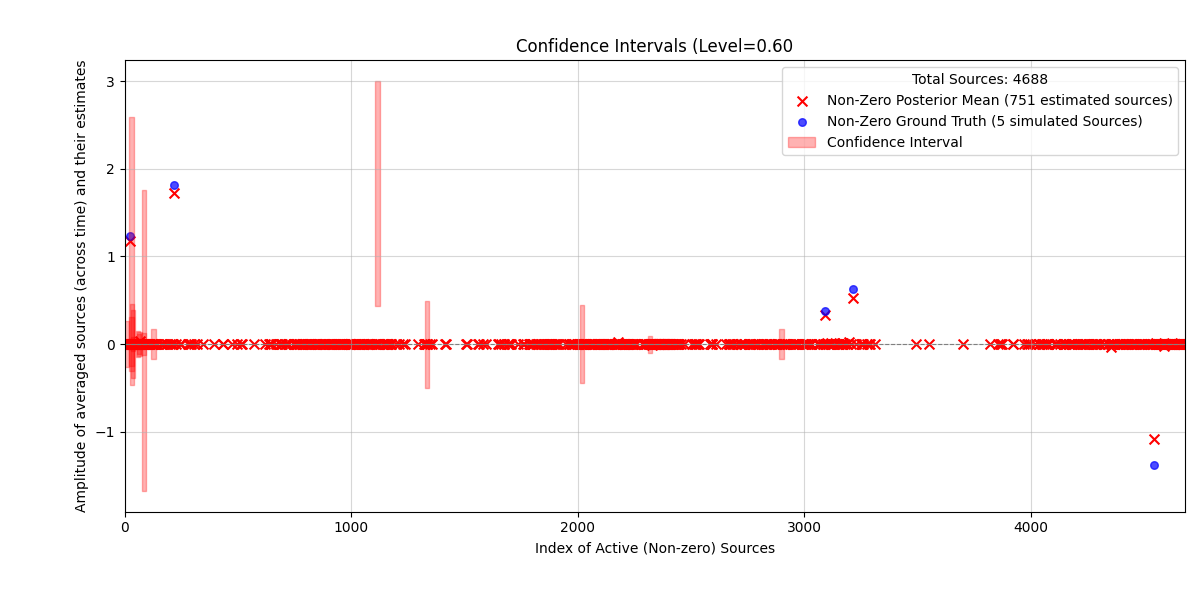 Confidence Intervals (Level=0.60
Total Sources: 4688
Non-Zero Posterior Mean (751 estimated sources)
Non-Zero Ground Truth (5 simulated Sources)
Confidence Interval
Amplitude of averaged sources (across time) and their estimates
3
2
1
0
−1
0 1000 2000 3000 4000
Index of Active (Non-zero) Sources